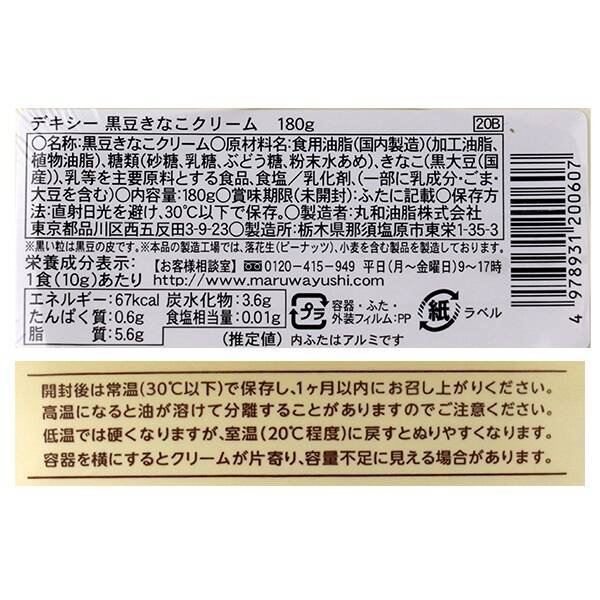 デキシー 黒豆きなこクリーム 180g 20B
○名称:黒豆きなこクリーム○原材料名:食用油脂(国内製造)(加工油脂、
植物油脂)、糖類(砂糖、乳糖、ぶどう糖、粉末水あめ)、きなこ(黒大豆(国
産))、乳等を主要原料とする食品、食塩/乳化剤、(一部に乳成分・ごま・
大豆を含む)○内容量:180g○賞味期限(未開封):ふたに記載○保存方
法:直射日光を避け、30℃以下で保存。○製造者:丸和油脂株式会社
東京都品川区西五反田3-9-23○製造所:栃木県那須塩原市東栄1-35-3
※黒い粒は黒豆の皮です。※本品の製造工場では、落花生(ピーナッツ)、小麦を含む製品を製造しております。
栄養成分表示: 【お客様相談室】0120-415-949 平日(月~金曜日)9~17時
1食(10g)あたり http://www.maruwayushi.com
エネルギー:67kcal 炭水化物:3.6g
たんぱく質:0.6g 食塩相当量:0.01g
脂 質:5.6g (推定値) 内ふたはアルミです
プラ 容器・ふた・
外装フィルム:PP
紙 ラベル
4 978931 200607
開封後は常温(30℃以下)で保存し、1ヶ月以内にお召し上がりください。
高温になると油が溶けて分離することがありますのでご注意ください。
低温では硬くなりますが、室温(20℃程度)に戻すとぬりやすくなります。
容器を横にするとクリームが片寄り、容量不足に見える場合があります。